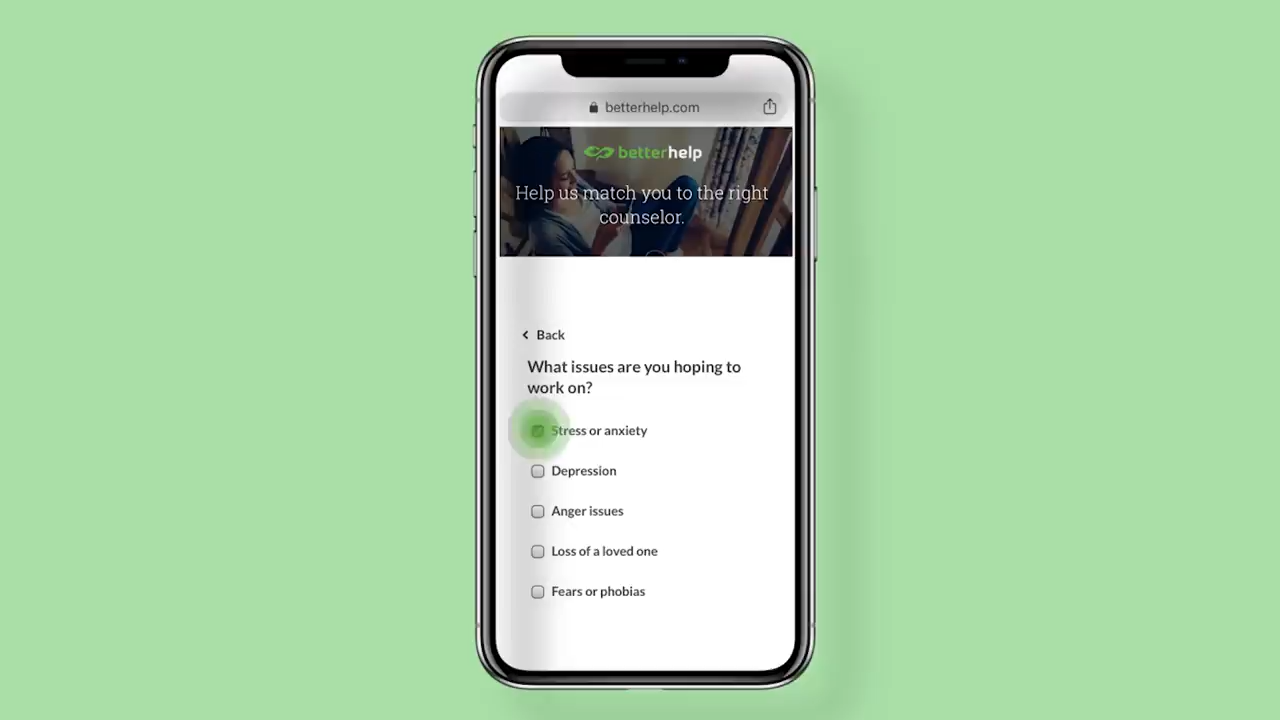 betterhelp.com
betterhelp
Help us match you to the right
counselor.
Back
What issues are you hoping to
work on?
Stress or anxiety
Depression
Anger issues
Loss of a loved one
Fears or phobias